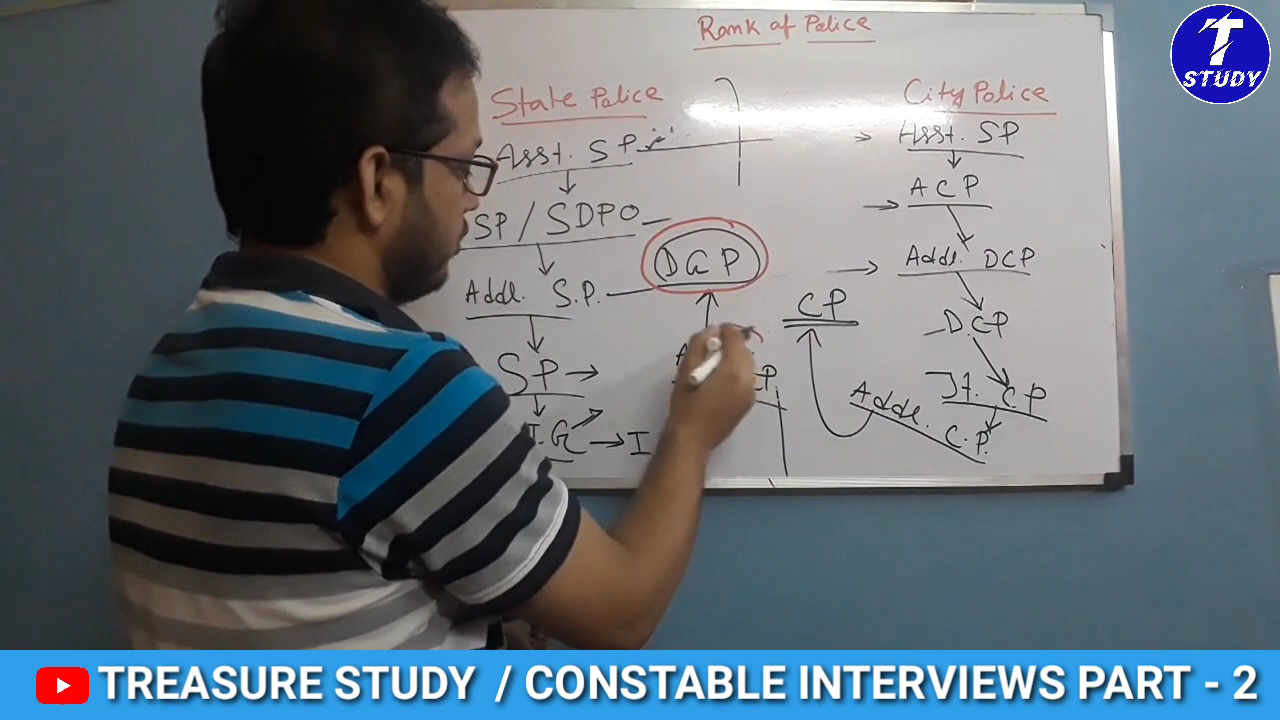 Rank of Police
T
STUDY
State Police
Asst. SP
SP / SDPO
Addl. S.P.
SP
I.G → I
DGP
CP
City Police
→ Asst. SP
→ ACP
→ Addl. DCP
D.CP
Jt. C.P
Addl. C.P.
TREASURE STUDY / CONSTABLE INTERVIEWS PART - 2